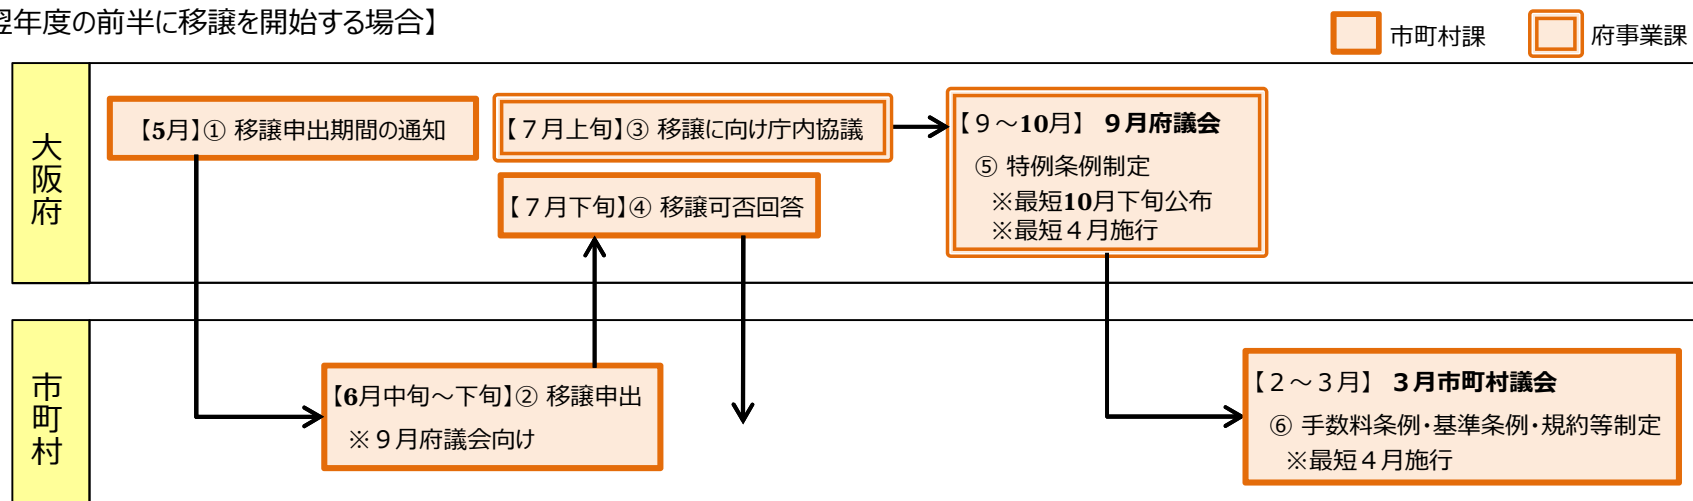 翌年度の前半に移譲を開始する場合】
市町村課
府事業課
大阪府
【5月】① 移譲申出期間の通知
【７月上旬】③ 移譲に向け庁内協議
【７月下旬】④ 移譲可否回答
【９～10月】 ９月府議会
⑤ 特例条例制定
※最短10月下旬公布
※最短４月施行
市町村
【6月中旬～下旬】② 移譲申出
※９月府議会向け
【２～３月】 ３月市町村議会
⑥ 手数料条例･基準条例･規約等制定
※最短４月施行